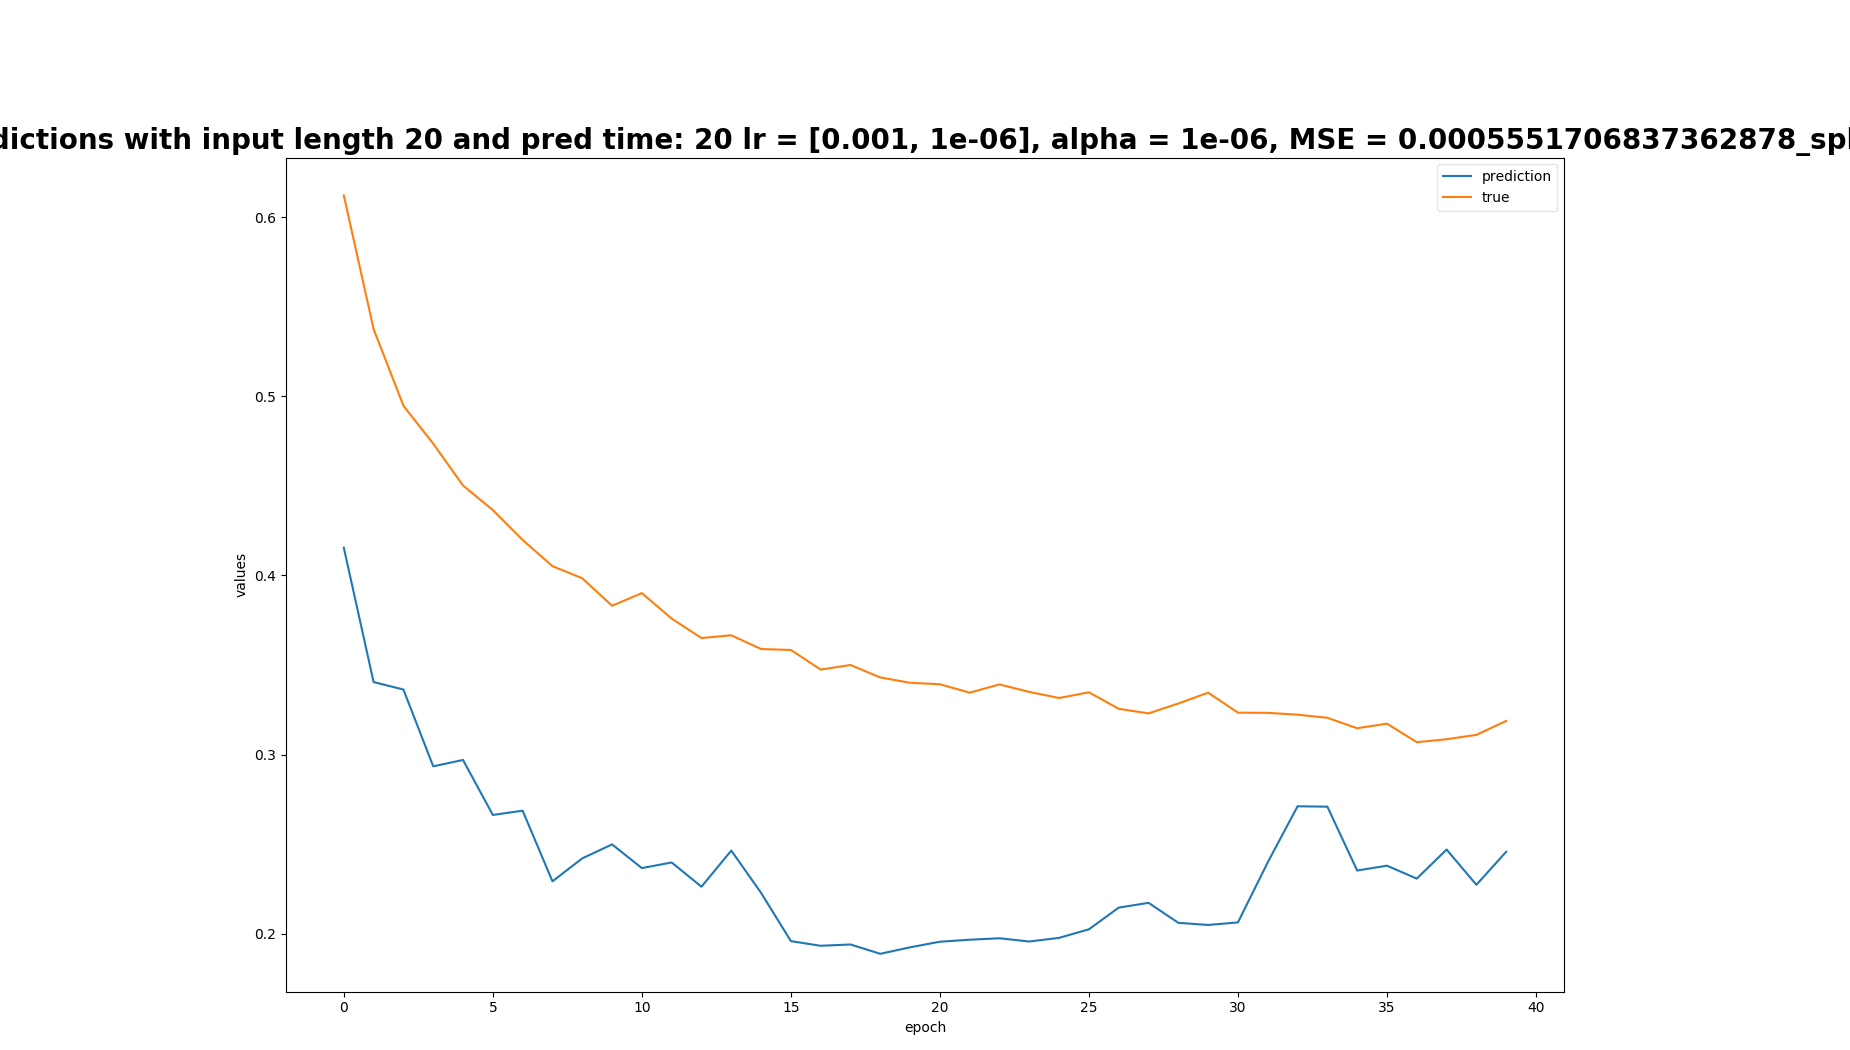 dictions with input length 20 and pred time: 20 lr = [0.001, 1e-06], alpha = 1e-06, MSE = 0.0005551706837362878_spl
prediction
true
0.6
0.5
0.4
0.3
0.2
values
0 5 10 15 20 25 30 35 40
epoch